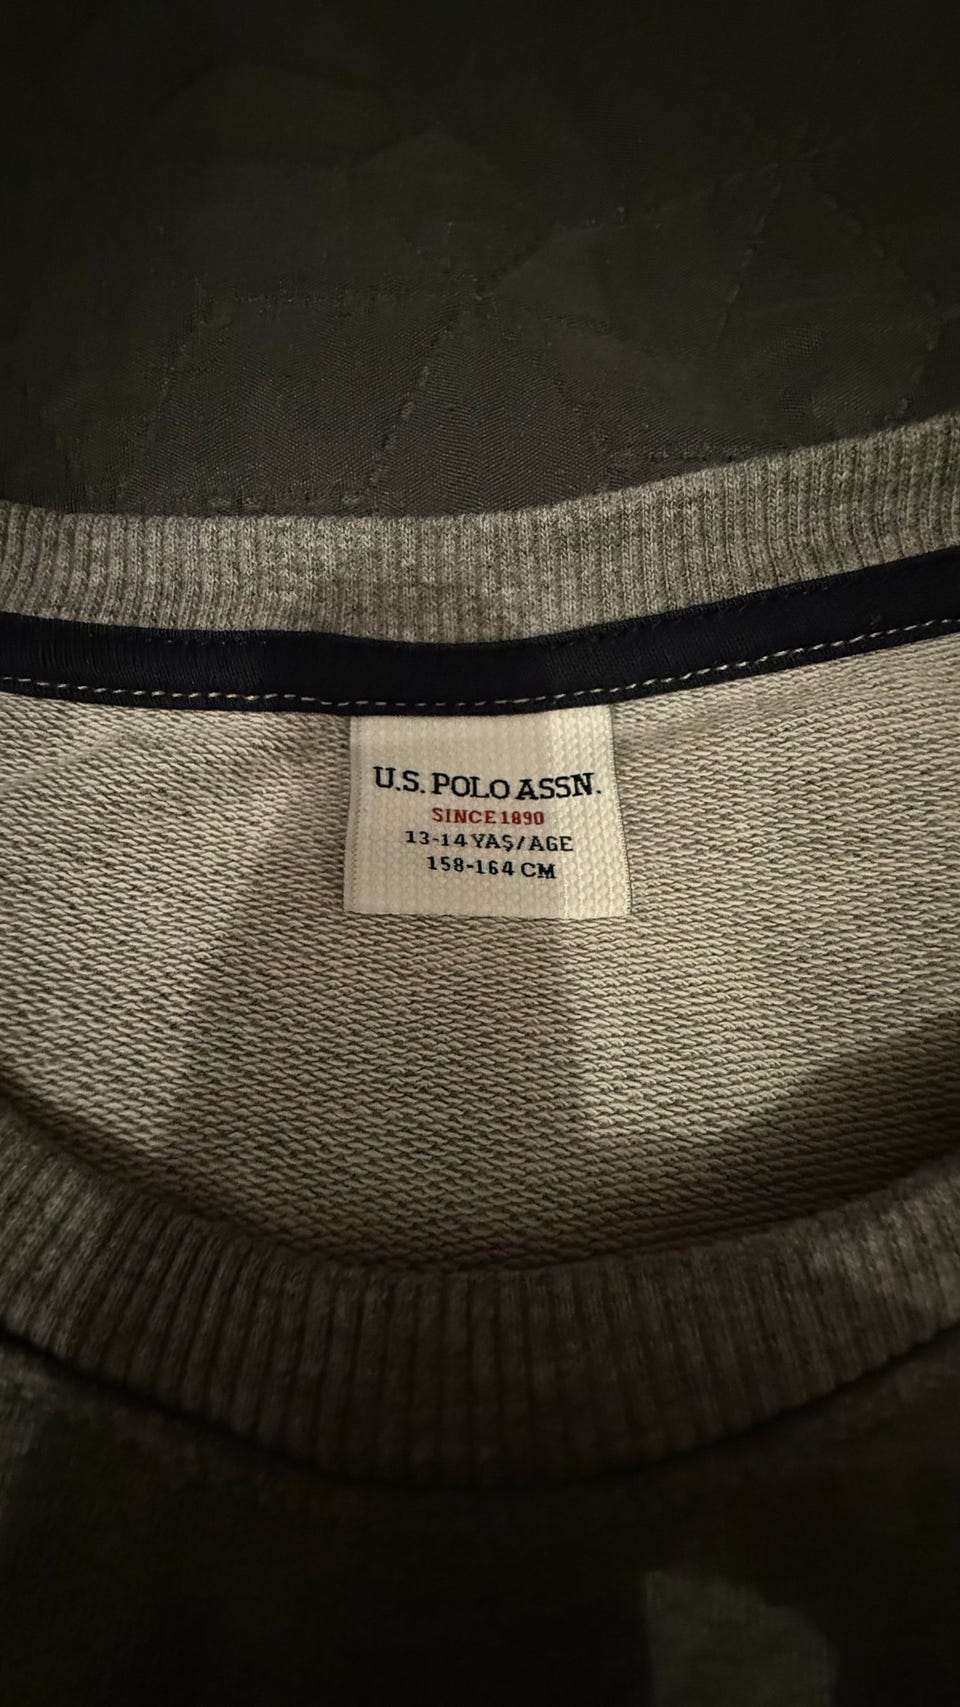 U.S. POLO ASSN.
SINCE 1890
13-14 YAŞ/AGE
158-164 CM